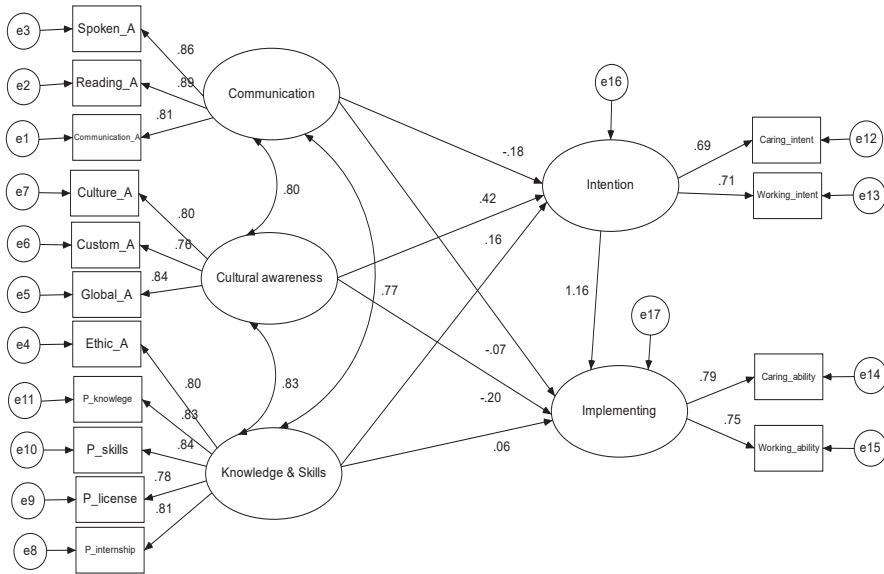 e3
Spoken_A
.86
e2
Reading_A
.89
e1
Communication_A
.81
Communication
e7
Culture_A
.80
e6
Custom_A
.76
e5
Global_A
.84
Cultural awareness
e4
Ethic_A
.80
e11
P_knowlege
.83
e10
P_skills
.84
e9
P_license
.78
e8
P_internship
.81
Knowledge & Skills
.80
.77
.83
-.18
.42
.16
-.07
-.20
.06
e16
Intention
.69
Caring_intent
e12
.71
Working_intent
e13
1.16
e17
Implementing
.79
Caring_ability
e14
.75
Working_ability
e15